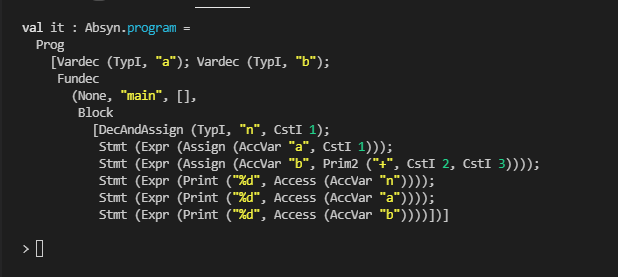 val it : Absyn.program =
  Prog
    [Vardec (TypI, "a"); Vardec (TypI, "b");
     Fundec
       (None, "main", [],
        Block
          [DecAndAssign (TypI, "n", CstI 1);
           Stmt (Expr (Assign (AccVar "a", CstI 1)));
           Stmt (Expr (Assign (AccVar "b", Prim2 ("+", CstI 2, CstI 3))));
           Stmt (Expr (Print ("%d", Access (AccVar "n"))));
           Stmt (Expr (Print ("%d", Access (AccVar "a"))));
           Stmt (Expr (Print ("%d", Access (AccVar "b"))))])]
>